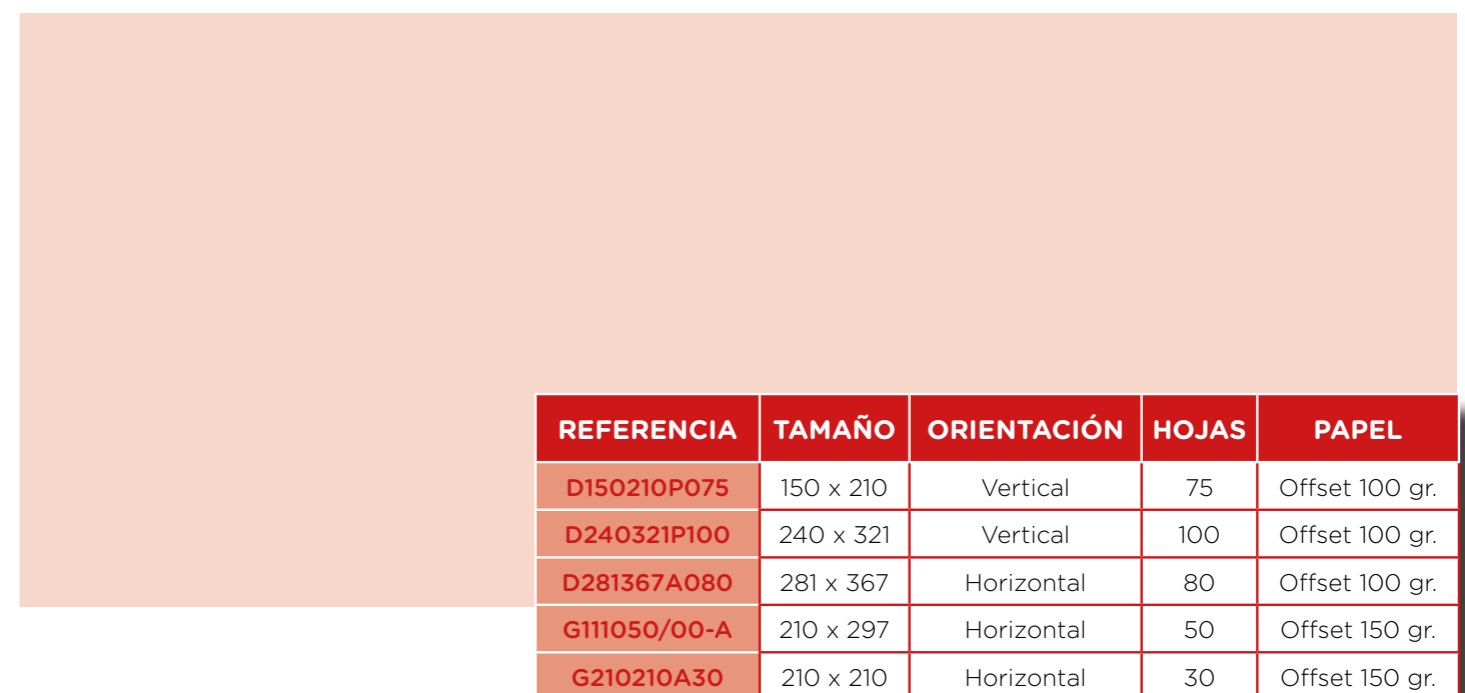 REFERENCIA TAMAÑO ORIENTACIÓN HOJAS PAPEL
D150210P075 150 x 210 Vertical 75 Offset 100 gr.
D240321P100 240 x 321 Vertical 100 Offset 100 gr.
D281367A080 281 x 367 Horizontal 80 Offset 100 gr.
G111050/00-A 210 x 297 Horizontal 50 Offset 150 gr.
G210210A30 210 x 210 Horizontal 30 Offset 150 gr.